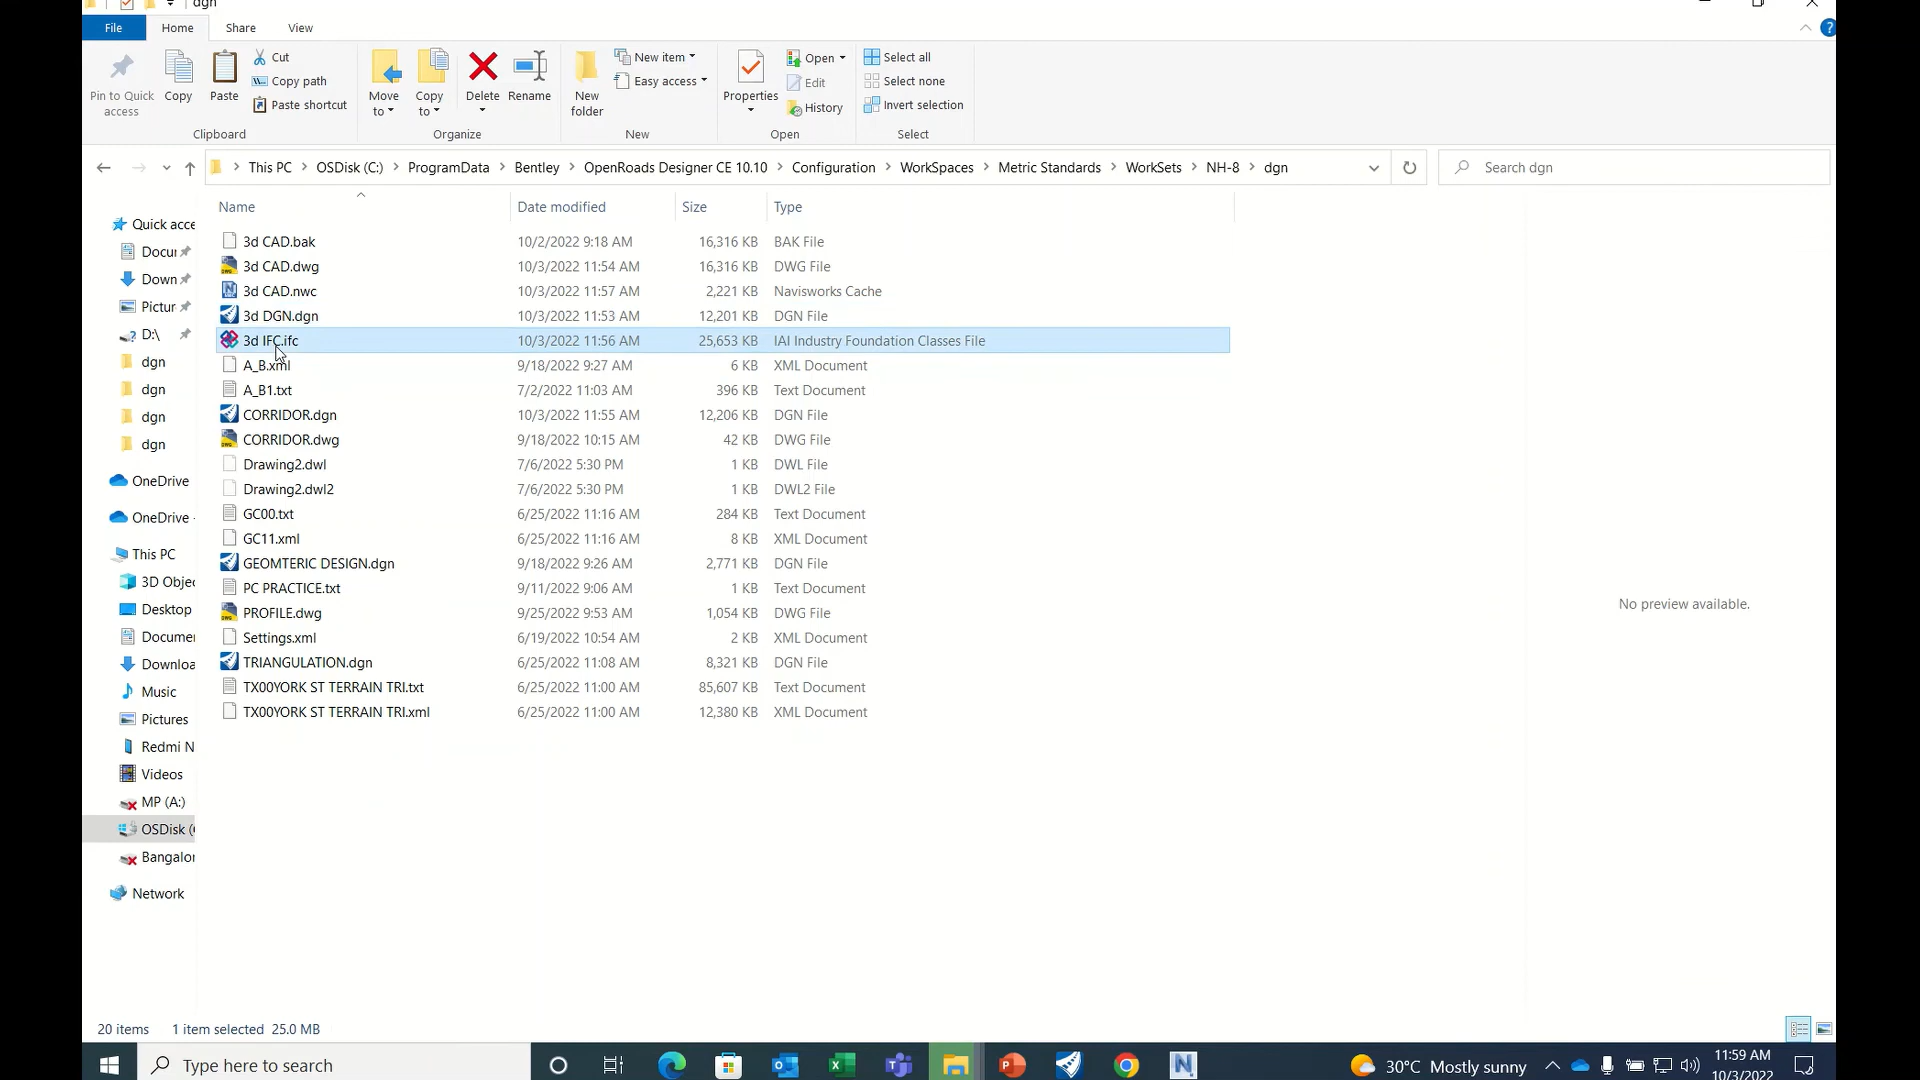 dgn
File Home Share View
Pin to Quick access
Copy
Paste
Cut
Copy path
Paste shortcut
Clipboard
Move to
Copy to
Delete
Rename
Organize
New folder
New item
Easy access
New
Properties
Open
Edit
History
Open
Select all
Select none
Invert selection
Select
This PC > OSDisk (C:) > ProgramData > Bentley > OpenRoads Designer CE 10.10 > Configuration > WorkSpaces > Metric Standards > WorkSets > NH-8 > dgn
Search dgn
Name Date modified Size Type
3d CAD.bak 10/2/2022 9:18 AM 16,316 KB BAK File
3d CAD.dwg 10/3/2022 11:54 AM 16,316 KB DWG File
3d CAD.nwc 10/3/2022 11:57 AM 2,221 KB Navisworks Cache
3d DGN.dgn 10/3/2022 11:53 AM 12,201 KB DGN File
3d IFC.ifc 10/3/2022 11:56 AM 25,653 KB IAI Industry Foundation Classes File
A_B.xml 9/18/2022 9:27 AM 6 KB XML Document
A_B1.txt 7/2/2022 11:03 AM 396 KB Text Document
CORRIDOR.dgn 10/3/2022 11:55 AM 12,206 KB DGN File
CORRIDOR.dwg 9/18/2022 10:15 AM 42 KB DWG File
Drawing2.dwl 7/6/2022 5:30 PM 1 KB DWL File
Drawing2.dwl2 7/6/2022 5:30 PM 1 KB DWL2 File
GC00.txt 6/25/2022 11:16 AM 284 KB Text Document
GC11.xml 6/25/2022 11:16 AM 8 KB XML Document
GEOMTERIC DESIGN.dgn 9/18/2022 9:26 AM 2,771 KB DGN File
PC PRACTICE.txt 9/11/2022 9:06 AM 1 KB Text Document
PROFILE.dwg 9/25/2022 9:53 AM 1,054 KB DWG File
Settings.xml 6/19/2022 10:54 AM 2 KB XML Document
TRIANGULATION.dgn 6/25/2022 11:08 AM 8,321 KB DGN File
TX00YORK ST TERRAIN TRI.txt 6/25/2022 11:00 AM 85,607 KB Text Document
TX00YORK ST TERRAIN TRI.xml 6/25/2022 11:00 AM 12,380 KB XML Document
Quick acce
Docur
Down
Pictur
D:\
dgn
dgn
dgn
dgn
OneDrive
OneDrive -
This PC
3D Objec
Desktop
Documer
Downloa
Music
Pictures
Redmi N
Videos
MP (A:)
OSDisk (
Bangalor
Network
No preview available.
20 items 1 item selected 25.0 MB
Type here to search
30°C Mostly sunny
11:59 AM
10/3/2022